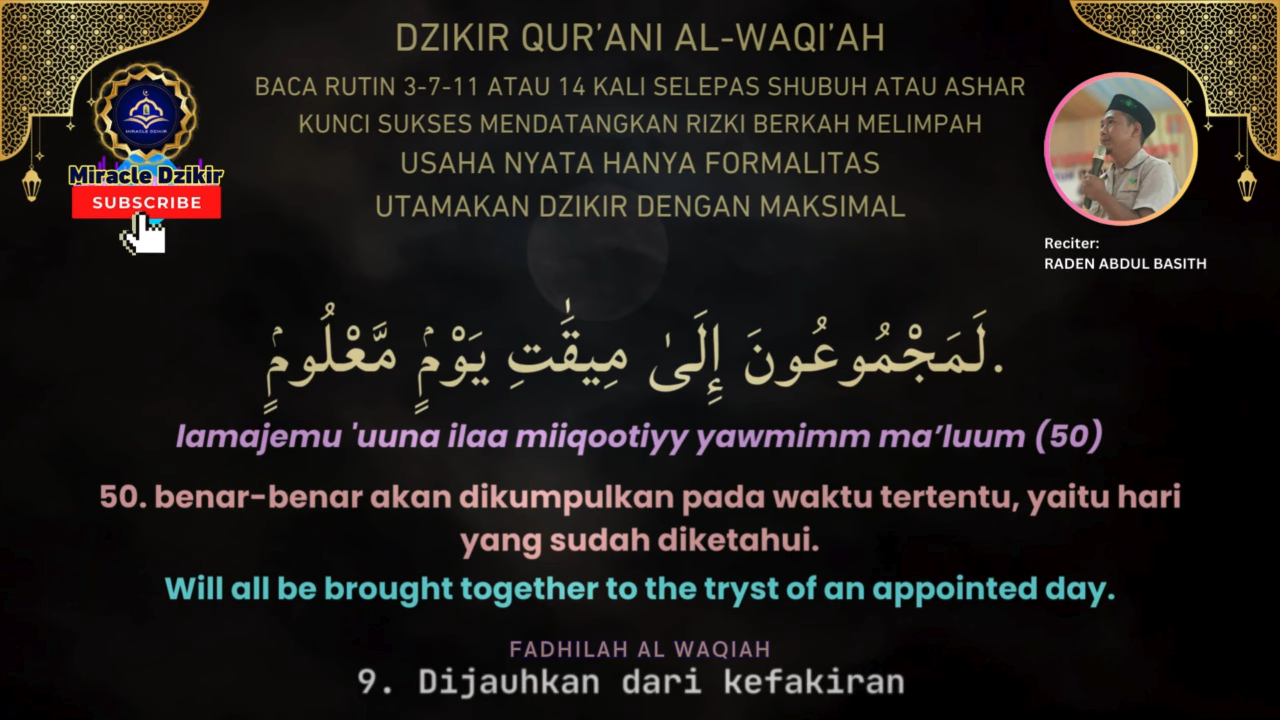 DZIKIR QUR’ANI AL-WAQI’AH
BACA RUTIN 3-7-11 ATAU 14 KALI SELEPAS SHUBUH ATAU ASHAR
KUNCI SUKSES MENDATANGKAN RIZKI BERKAH MELIMPAH
USAHA NYATA HANYA FORMALITAS
UTAMAKAN DZIKIR DENGAN MAKSIMAL
MIRACLE DZIKIR
Miracle Dzikir
SUBSCRIBE
Reciter:
RADEN ABDUL BASITH
لَمَجْمُوعُونَ إِلَىٰ مِيقَٰتِ يَوْمٍۢ مَّعْلُومٍۢ.
lamajemu 'uuna ilaa miiqootiyy yawmimm ma’luum (50)
50. benar-benar akan dikumpulkan pada waktu tertentu, yaitu hari
yang sudah diketahui.
Will all be brought together to the tryst of an appointed day.
FADHILAH AL WAQIAH
9. Dijauhkan dari kefakiran